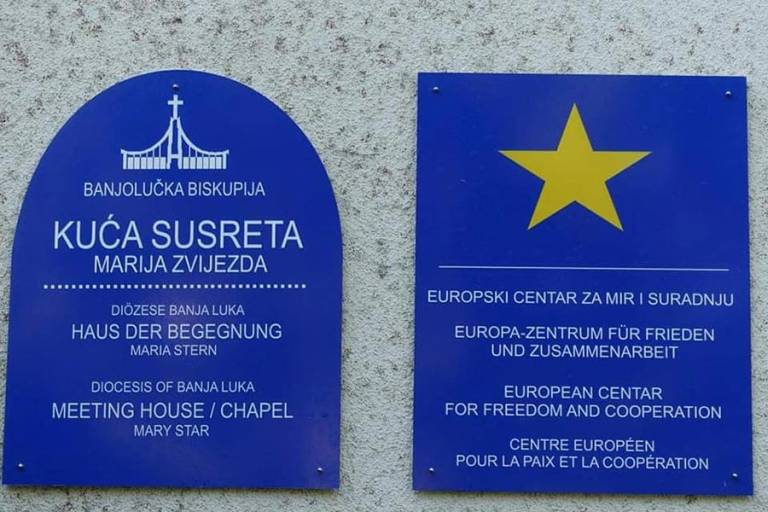 BANJOLUČKA BISKUPIJA
KUĆA SUSRETA
MARIJA ZVIJEZDA
DIÖZESE BANJA LUKA
HAUS DER BEGEGNUNG
MARIA STERN
DIOCESIS OF BANJA LUKA
MEETING HOUSE / CHAPEL
MARY STAR
EUROPSKI CENTAR ZA MIR I SURADNJU
EUROPA-ZENTRUM FÜR FRIEDEN
UND ZUSAMMENARBEIT
EUROPEAN CENTAR
FOR FREEDOM AND COOPERATION
CENTRE EUROPÉEN
POUR LA PAIX ET LA COOPÉRATION